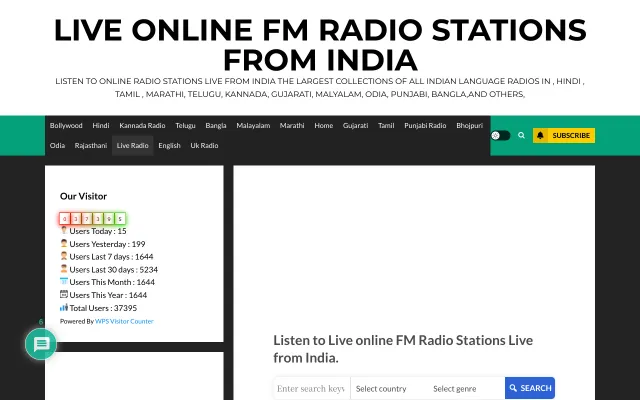 LIVE ONLINE FM RADIO STATIONS
FROM INDIA
LISTEN TO ONLINE RADIO STATIONS LIVE FROM INDIA THE LARGEST COLLECTIONS OF ALL INDIAN LANGUAGE RADIOS IN , HINDI ,
TAMIL , MARATHI, TELUGU, KANNADA, GUJARATI, MALYALAM, ODIA, PUNJABI, BANGLA,AND OTHERS,
Bollywood Hindi Kannada Radio Telugu Bangla Malayalam Marathi Home Gujarati Tamil Punjabi Radio Bhojpuri
Odia Rajasthani Live Radio English Uk Radio
SUBSCRIBE
Our Visitor
0 3 7 3 9 5
Users Today : 15
Users Yesterday : 199
Users Last 7 days : 1644
Users Last 30 days : 5234
Users This Month : 1644
Users This Year : 1644
Total Users : 37395
Powered By WPS Visitor Counter
6
Listen to Live online FM Radio Stations Live
from India.
Enter search keyw Select country Select genre SEARCH